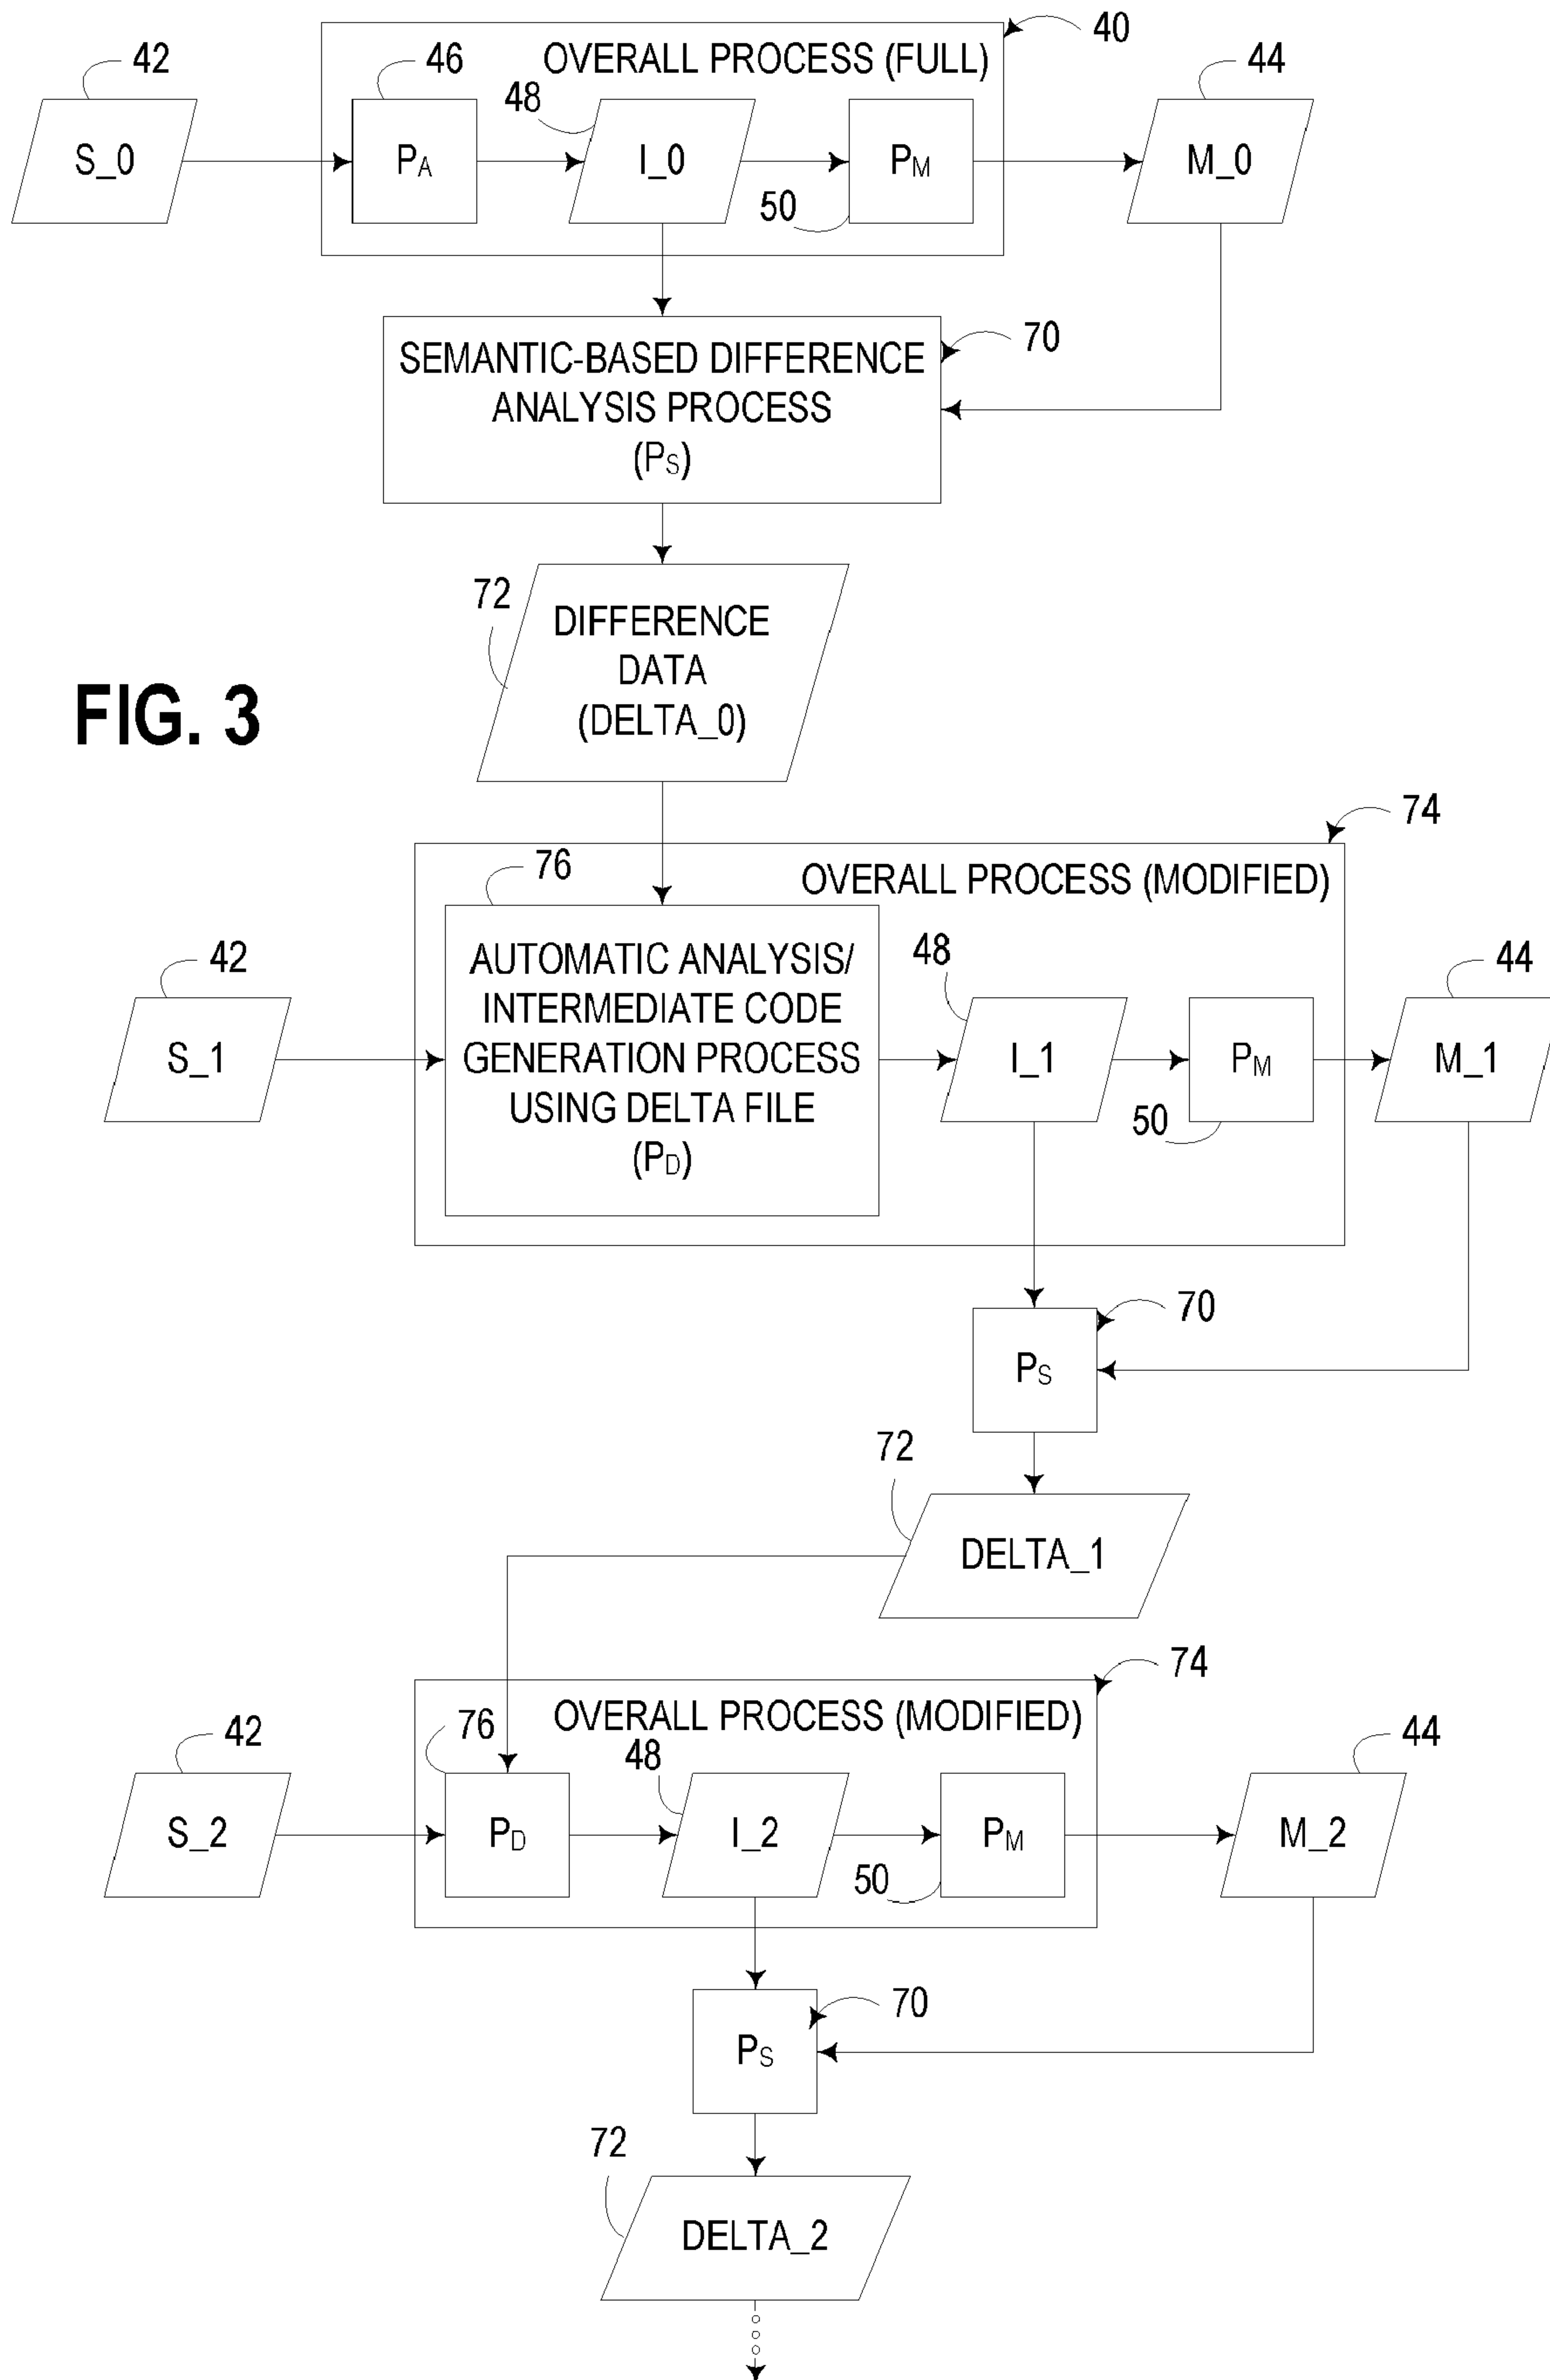 40
42
46
OVERALL PROCESS (FULL)
44
48
S_0
PA
I_0
PM
M_0
50
70
SEMANTIC-BASED DIFFERENCE
ANALYSIS PROCESS
(PS)
72
DIFFERENCE
DATA
(DELTA_0)
FIG. 3
74
76
OVERALL PROCESS (MODIFIED)
42
48
44
AUTOMATIC ANALYSIS/
INTERMEDIATE CODE
GENERATION PROCESS
USING DELTA FILE
(PD)
S_1
I_1
PM
M_1
50
70
PS
72
DELTA_1
74
OVERALL PROCESS (MODIFIED)
42
76
48
44
S_2
PD
I_2
PM
M_2
50
70
PS
72
DELTA_2